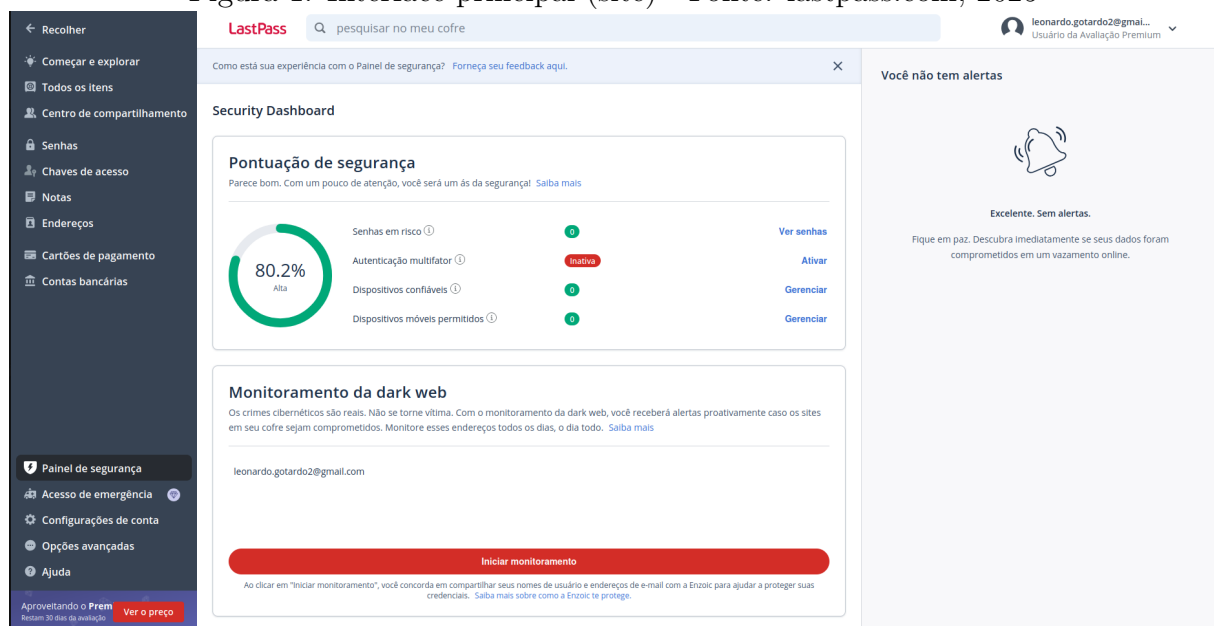 ← Recolher
Começar e explorar
Todos os itens
Centro de compartilhamento
Senhas
Chaves de acesso
Notas
Endereços
Cartões de pagamento
Contas bancárias
Painel de segurança
Acesso de emergência
Configurações de conta
Opções avançadas
Ajuda
Aproveitando o Prem
Restam 30 dias da avaliação
Ver o preço
LastPass
pesquisar no meu cofre
leonardo.gotardo2@gmai...
Usuário da Avaliação Premium
Como está sua experiência com o Painel de segurança? Forneça seu feedback aqui.
Security Dashboard
Pontuação de segurança
Parece bom. Com um pouco de atenção, você será um ás da segurança! Saiba mais
80.2%
Alta
Senhas em risco 0 Ver senhas
Autenticação multifator Inativa Ativar
Dispositivos confiáveis 0 Gerenciar
Dispositivos móveis permitidos 0 Gerenciar
Monitoramento da dark web
Os crimes cibernéticos são reais. Não se torne vítima. Com o monitoramento da dark web, você receberá alertas proativamente caso os sites
em seu cofre sejam comprometidos. Monitore esses endereços todos os dias, o dia todo. Saiba mais
leonardo.gotardo2@gmail.com
Iniciar monitoramento
Ao clicar em "Iniciar monitoramento", você concorda em compartilhar seus nomes de usuário e endereços de e-mail com a Enzoic para ajudar a proteger suas
credenciais. Saiba mais sobre como a Enzoic te protege.
Você não tem alertas
Excelente. Sem alertas.
Fique em paz. Descubra imediatamente se seus dados foram
comprometidos em um vazamento online.